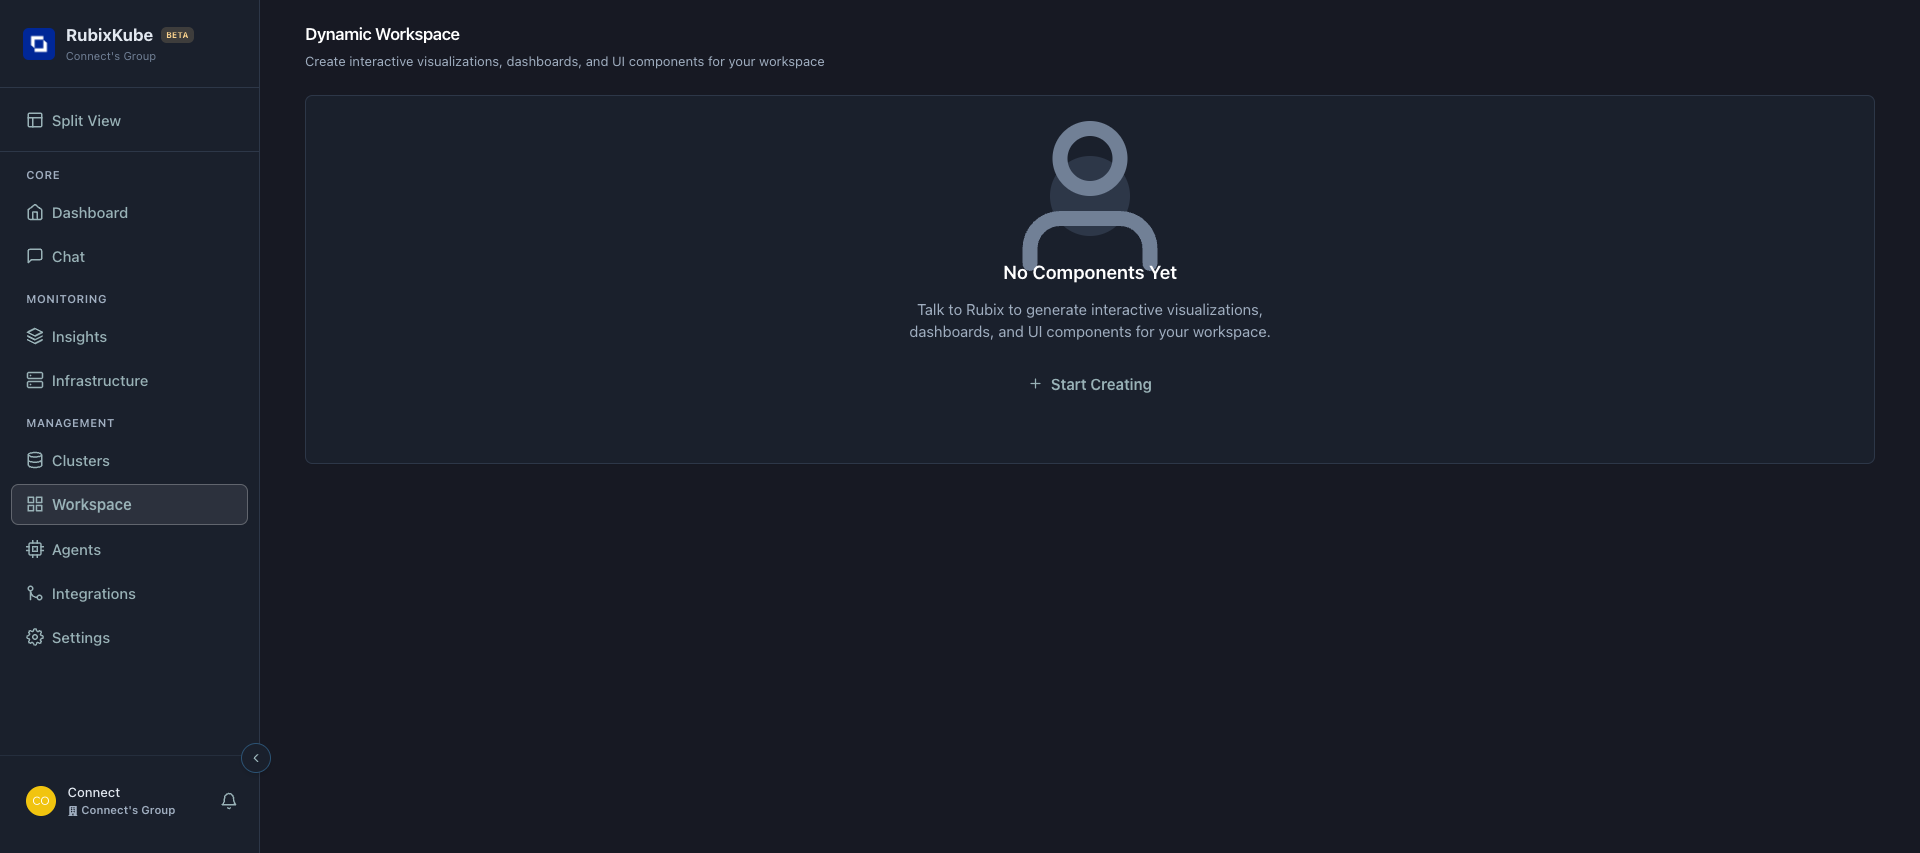 RubixKube BETA
Connect's Group
Split View
CORE
Dashboard
Chat
MONITORING
Insights
Infrastructure
MANAGEMENT
Clusters
Workspace
Agents
Integrations
Settings
CO
Connect
Connect's Group
Dynamic Workspace
Create interactive visualizations, dashboards, and UI components for your workspace
No Components Yet
Talk to Rubix to generate interactive visualizations,
dashboards, and UI components for your workspace.
Start Creating